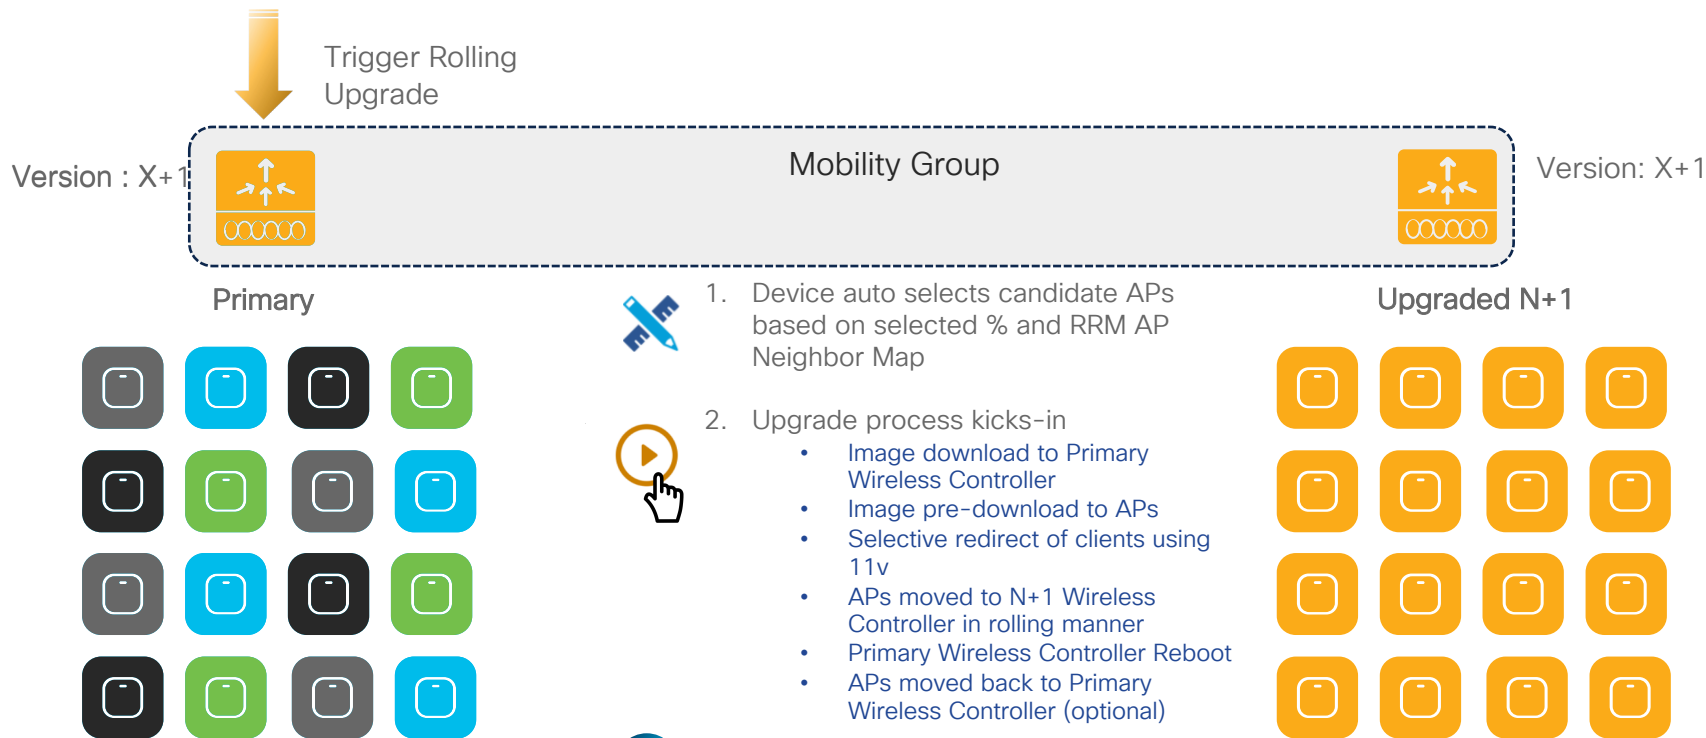 Trigger Rolling
Upgrade
Mobility Group
Version : X+1
Version: X+1
Primary
1. Device auto selects candidate APs
based on selected % and RRM AP
Neighbor Map
Upgraded N+1
2. Upgrade process kicks-in
• Image download to Primary
Wireless Controller
• Image pre-download to APs
• Selective redirect of clients using
11v
• APs moved to N+1 Wireless
Controller in rolling manner
• Primary Wireless Controller Reboot
• APs moved back to Primary
Wireless Controller (optional)